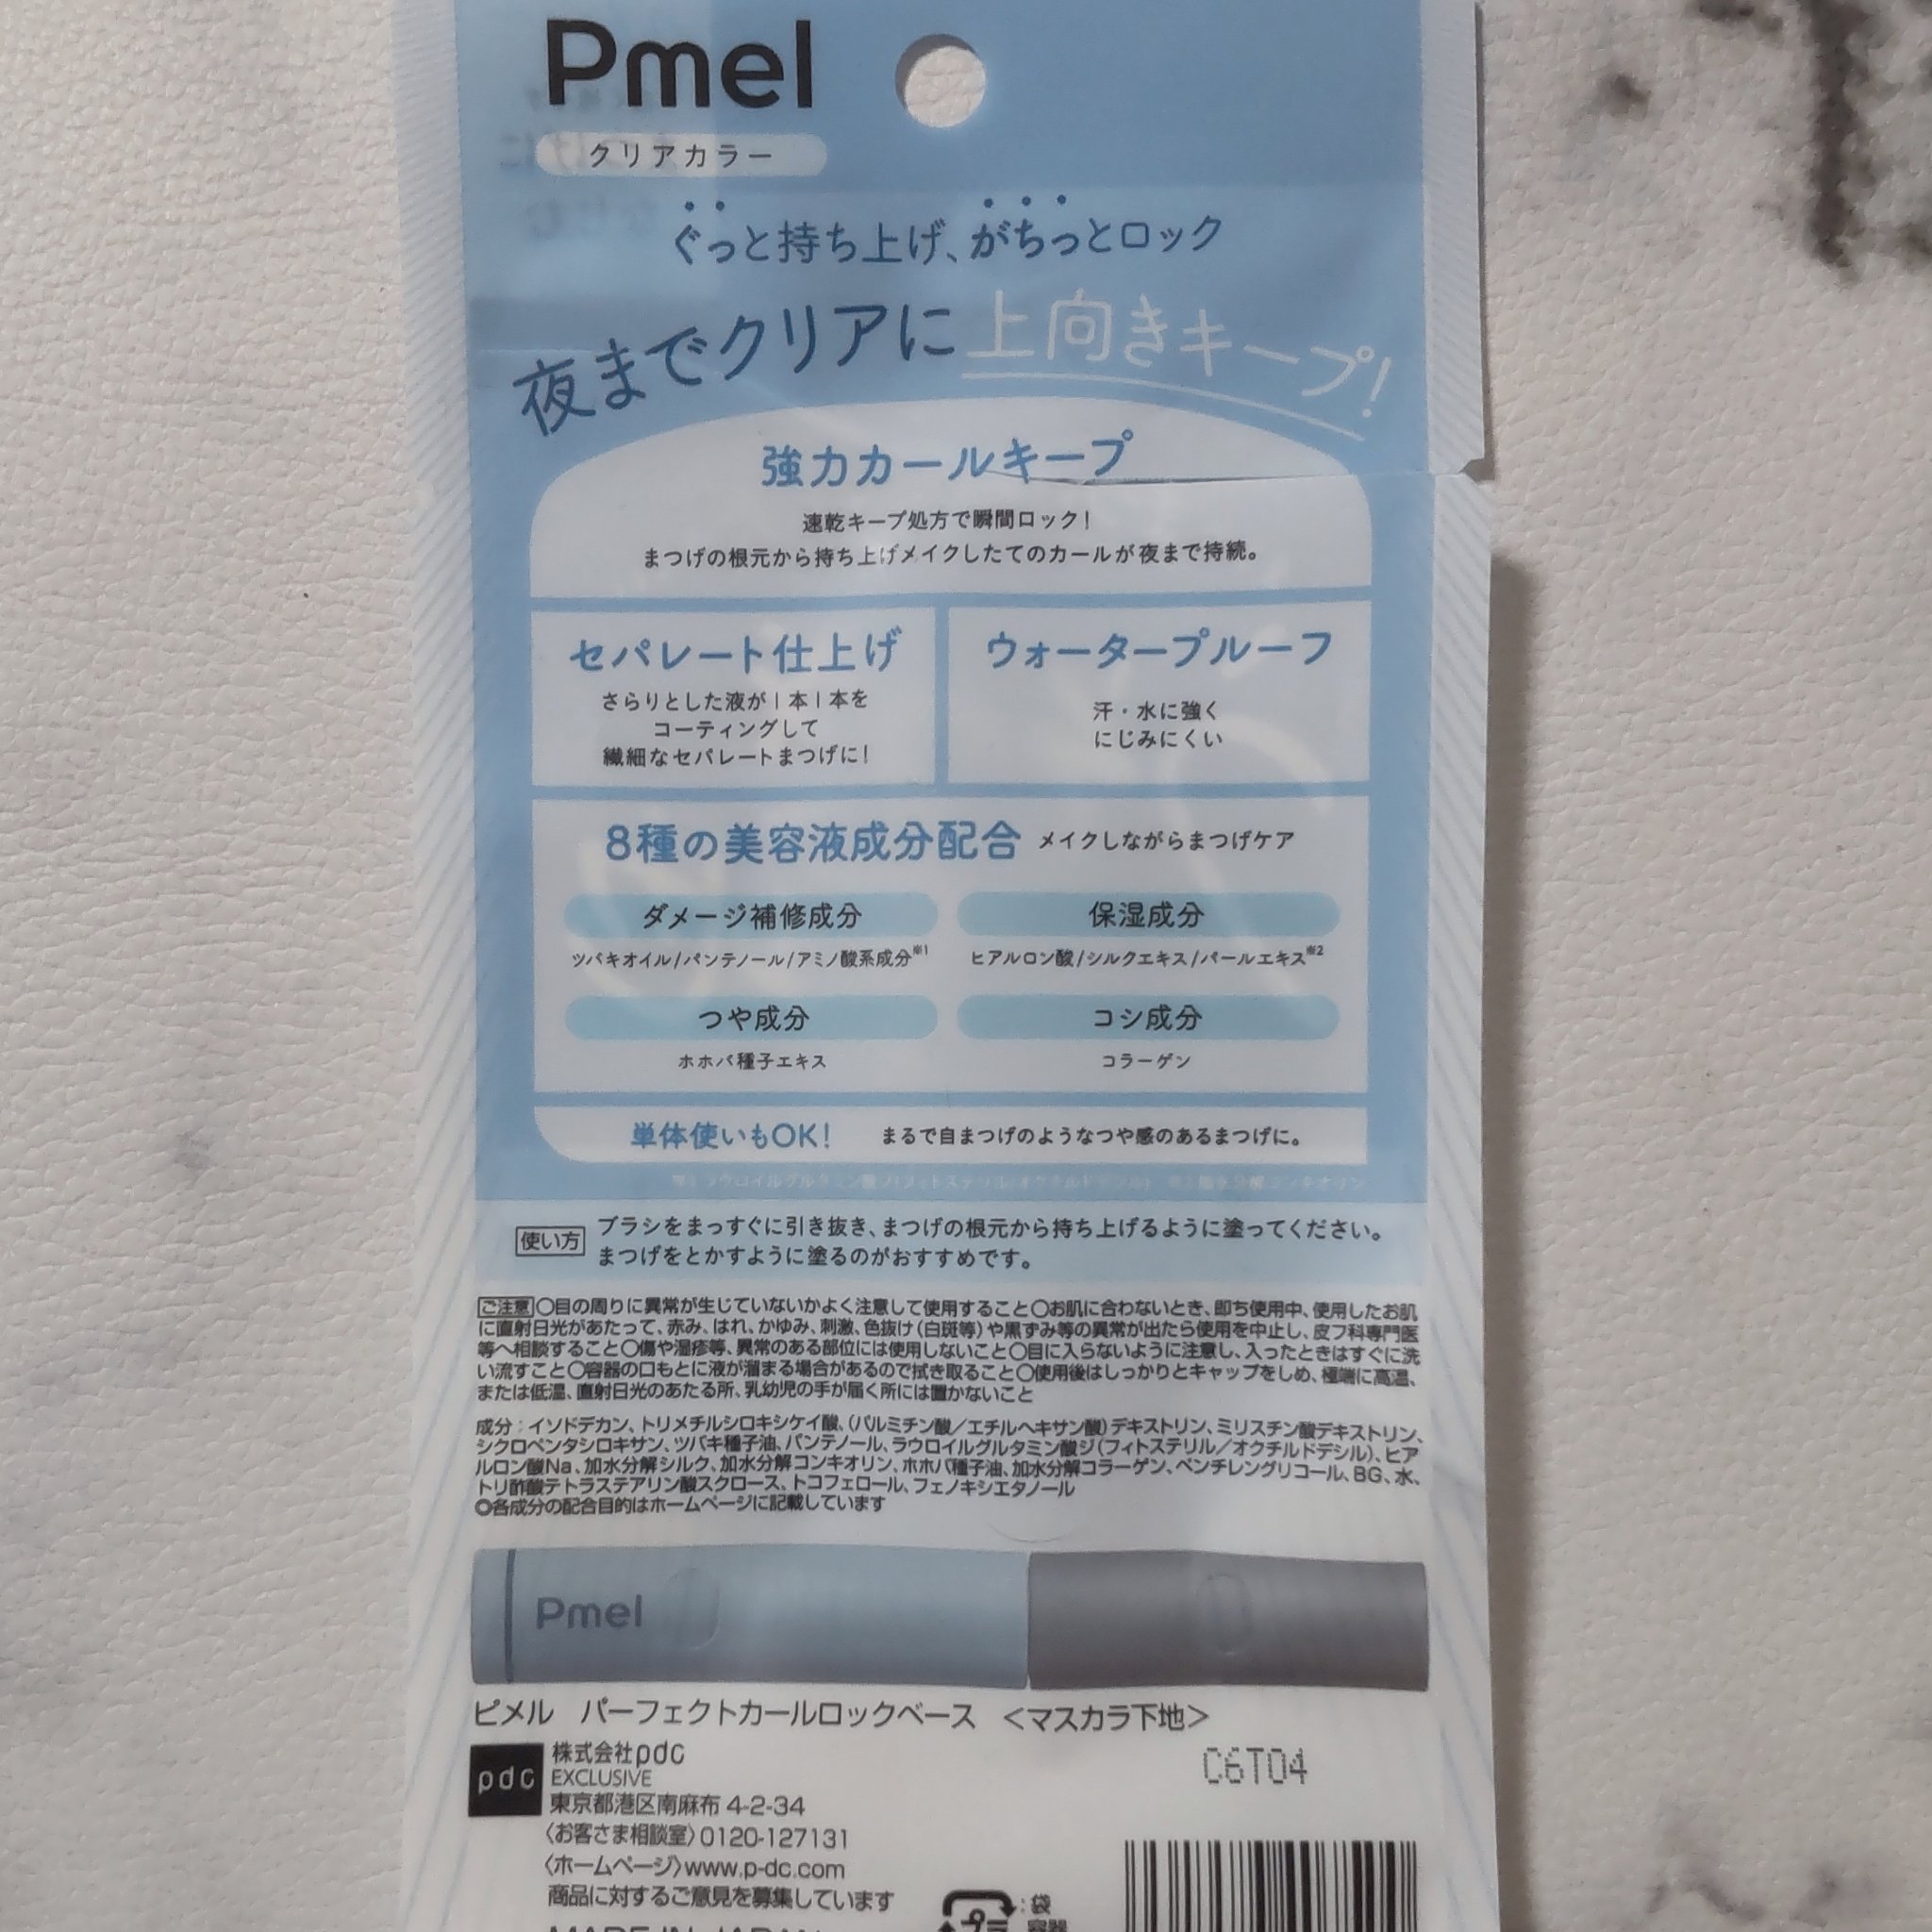 Pmel
クリアカラー
ぐっと持ち上げ、がちっとロック
夜までクリアに上向きキープ!
強力カールキープ
速乾キープ処方で瞬間ロック!
まつげの根元から持ち上げメイクしたてのカールが夜まで持続。
セパレート仕上げ
さらりとした液が1本1本を
コーティングして
繊細なセパレートまつげに!
ウォータープルーフ
汗・水に強く
にじみにくい
8種の美容液成分配合 メイクしながらまつげケア
ダメージ補修成分
ツバキオイル/パンテノール/アミノ酸系成分※1
保湿成分
ヒアルロン酸/シルクエキス/パールエキス※2
つや成分
ホホバ種子エキス
コシ成分
コラーゲン
単体使いもOK! まるで自まつげのようなつや感のあるまつげに。
使い方 ブラシをまっすぐに引き抜き、まつげの根元から持ち上げるように塗ってください。
まつげをとかすように塗るのがおすすめです。
ご注意 〇目の周りに異常が生じていないかよく注意して使用すること〇お肌に合わないとき、即ち使用中、使用したお肌
に直射日光があたって、赤み、はれ、かゆみ、刺激、色抜け(白斑等)や黒ずみ等の異常が出たら使用を中止し、皮フ科専門医
等へ相談すること〇傷や湿疹等、異常のある部位には使用しないこと〇目に入らないように注意し、入ったときはすぐに洗
い流すこと〇容器の口もとに液が溜まる場合があるので拭き取ること〇使用後はしっかりとキャップをしめ、極端に高温、
または低温、直射日光のあたる所、乳幼児の手が届く所には置かないこと
成分:イソドデカン、トリメチルシロキシケイ酸、(パルミチン酸/エチルヘキサン酸)デキストリン、ミリスチン酸デキストリン、
シクロペンタシロキサン、ツバキ種子油、パンテノール、ラウロイルグルタミン酸ジ(フィトステリル/オクチルドデシル)、ヒア
ルロン酸Na、加水分解シルク、加水分解コンキオリン、ホホバ種子油、加水分解コラーゲン、ペンチレングリコール、BG、水、
トリ酢酸テトラステアリン酸スクロース、トコフェロール、フェノキシエタノール
◎各成分の配合目的はホームページに記載しています
Pmel
ピメル パーフェクトカールロックベース <マスカラ下地>
pdc
株式会社pdc
EXCLUSIVE
東京都港区南麻布 4-2-34
〈お客さま相談室〉0120-127131
〈ホームページ〉www.p-dc.com
商品に対するご意見を募集しています
MADE IN JAPAN
C6T04
プラ
:袋
容器